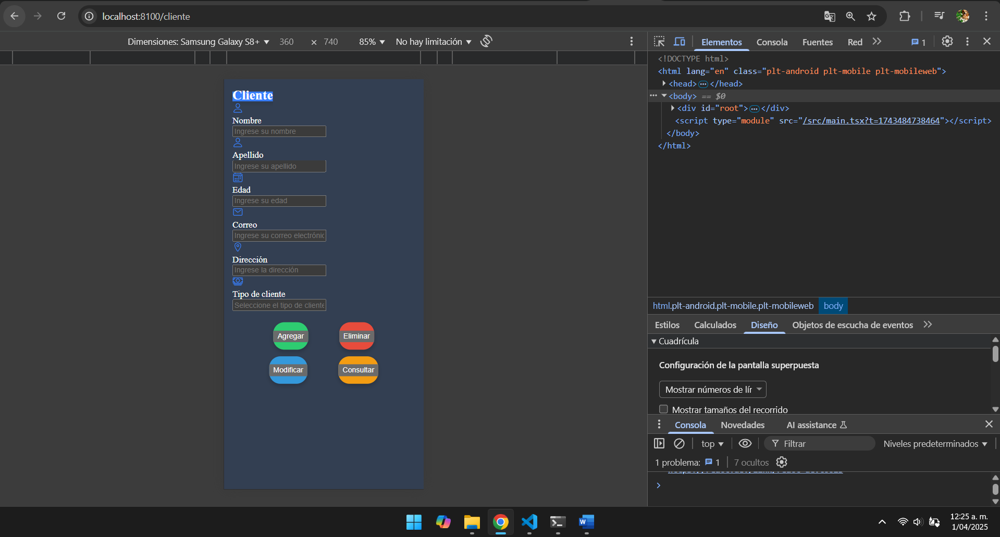 localhost:8100/cliente
Dimensiones: Samsung Galaxy S8+ 360 × 740 85% No hay limitación
Elementos Consola Fuentes Red 1
Cliente
Nombre
Ingrese su nombre
Apellido
Ingrese su apellido
Edad
Ingrese su edad
Correo
Ingrese su correo electrónic
Dirección
Ingrese la dirección
Tipo de cliente
Seleccione el tipo de cliente
Agregar Eliminar
Modificar Consultar
<!DOCTYPE html>
<html lang="en" class="plt-android plt-mobile plt-mobileweb">
<head>⋯</head>
⋯ <body> == $0
<div id="root">⋯</div>
<script type="module" src="/src/main.tsx?t=1743484738464"></script>
</body>
</html>
html.plt-android.plt-mobile.plt-mobileweb body
Estilos Calculados Diseño Objetos de escucha de eventos
Cuadrícula
Configuración de la pantalla superpuesta
Mostrar números de lír
Mostrar tamaños del recorrido
Consola Novedades AI assistance
top Filtrar Niveles predeterminados
1 problema: 1 7 ocultos
12:25 a. m.
1/04/2025